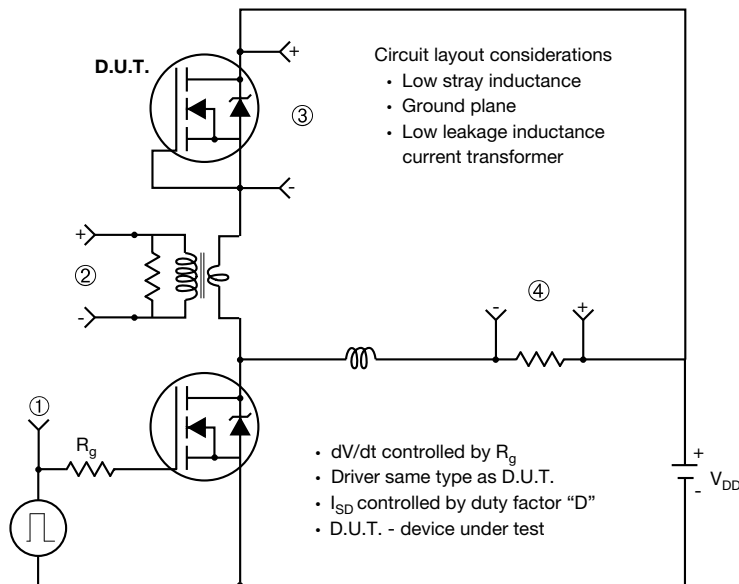 D.U.T.
+
③
-
Circuit layout considerations
• Low stray inductance
• Ground plane
• Low leakage inductance
current transformer
+
②
-
④
-
+
①
Rg
• dV/dt controlled by Rg
• Driver same type as D.U.T.
• ISD controlled by duty factor “D”
• D.U.T. - device under test
+
VDD
-